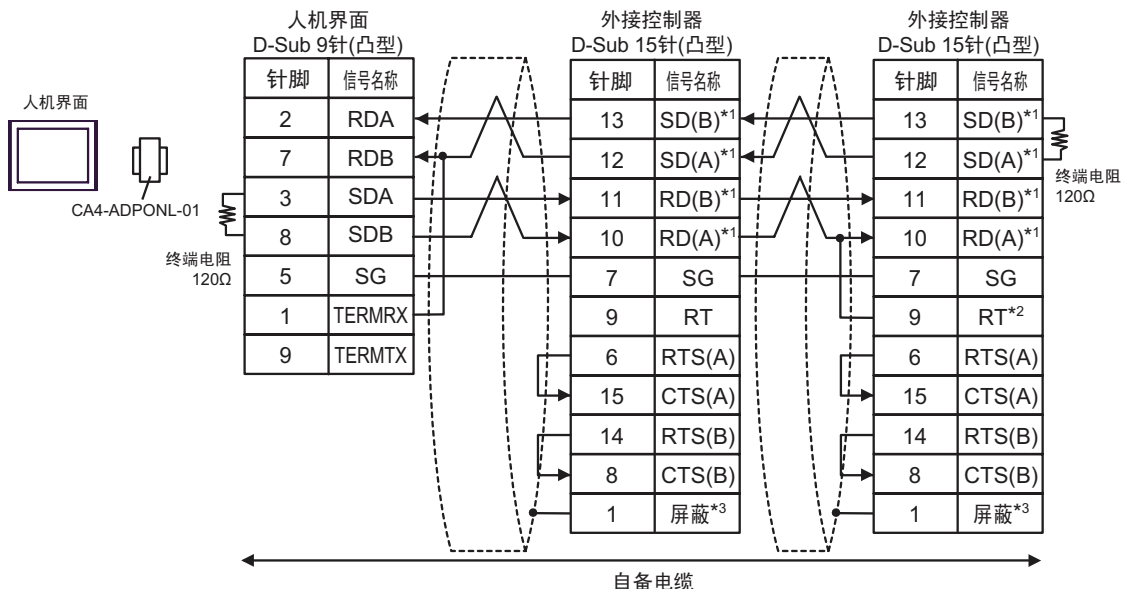 人机界面
CA4-ADPONL-01
人机界面
D-Sub 9针(凸型)
针脚 信号名称
2 RDA
7 RDB
3 SDA
8 SDB
5 SG
1 TERMRX
9 TERMTX
终端电阻
120Ω
外接控制器
D-Sub 15针(凸型)
针脚 信号名称
13 SD(B)*1
12 SD(A)*1
11 RD(B)*1
10 RD(A)*1
7 SG
9 RT
6 RTS(A)
15 CTS(A)
14 RTS(B)
8 CTS(B)
1 屏蔽*3
外接控制器
D-Sub 15针(凸型)
针脚 信号名称
13 SD(B)*1
12 SD(A)*1
11 RD(B)*1
10 RD(A)*1
7 SG
9 RT*2
6 RTS(A)
15 CTS(A)
14 RTS(B)
8 CTS(B)
1 屏蔽*3
终端电阻
120Ω
自备电缆